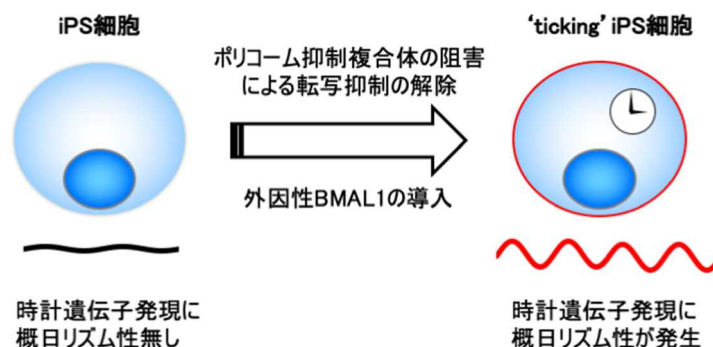 iPS細胞
ポリコーム抑制複合体の阻害
による転写抑制の解除
外因性BMAL1の導入
‘ticking’ iPS細胞
時計遺伝子発現に
概日リズム性無し
時計遺伝子発現に
概日リズム性が発生